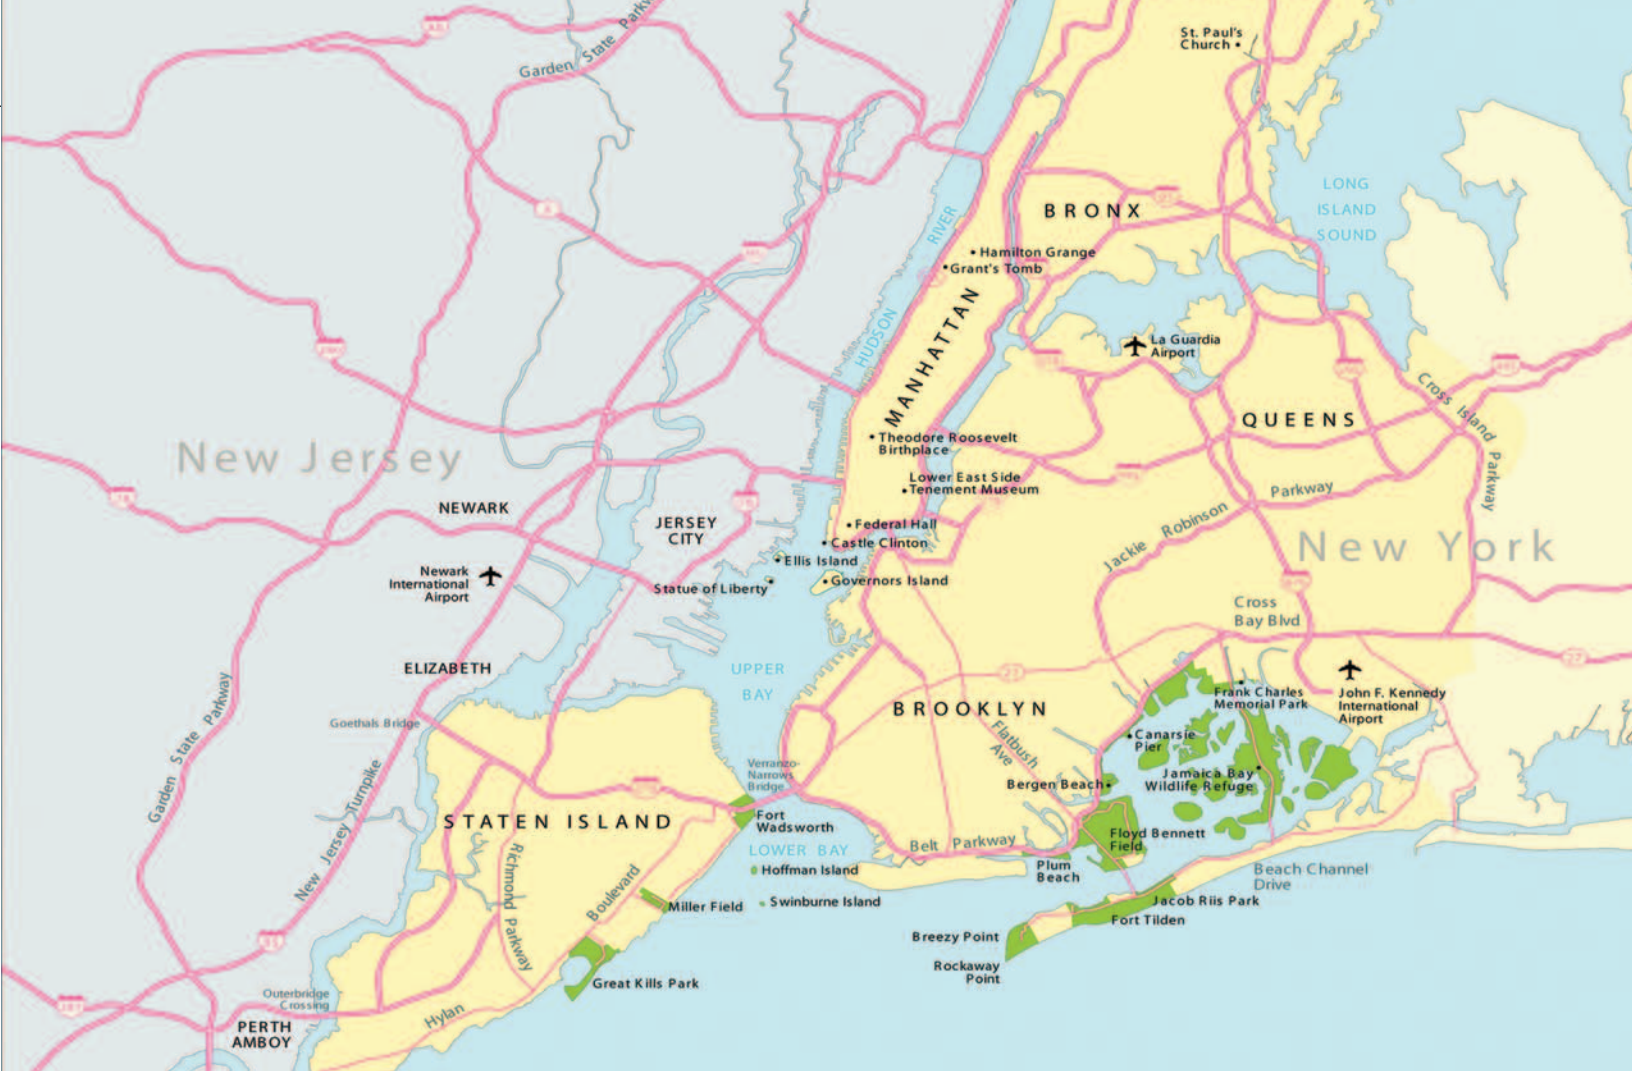 St. Paul's
Church
Garden State Parkway
LONG
ISLAND
SOUND
BRONX
HUDSON RIVER
Hamilton Grange
Grant's Tomb
MANHATTAN
La Guardia
Airport
Cross Island Parkway
QUEENS
Theodore Roosevelt
Birthplace
New Jersey
Lower East Side
Tenement Museum
Jackie Robinson Parkway
78
NEWARK
JERSEY
CITY
Federal Hall
Castle Clinton
New York
Ellis Island
Newark
International
Airport
Statue of Liberty
Governors Island
Cross
Bay Blvd
27
27
ELIZABETH
UPPER
BAY
Frank Charles
Memorial Park
John F. Kennedy
International
Airport
Goethals Bridge
BROOKLYN
Flatbush
Ave
Canarsie
Pier
Garden State Parkway
New Jersey Turnpike
Verranzo-
Narrows
Bridge
Bergen Beach
Jamaica Bay
Wildlife Refuge
STATEN ISLAND
Fort
Wadsworth
LOWER BAY
Belt Parkway
Floyd Bennett
Field
Hoffman Island
Plum
Beach
Beach Channel
Drive
Richmond Parkway
Boulevard
Miller Field
Swinburne Island
Jacob Riis Park
Fort Tilden
Breezy Point
Rockaway
Point
95
Great Kills Park
Outerbridge
Crossing
Hylan
287
PERTH
AMBOY